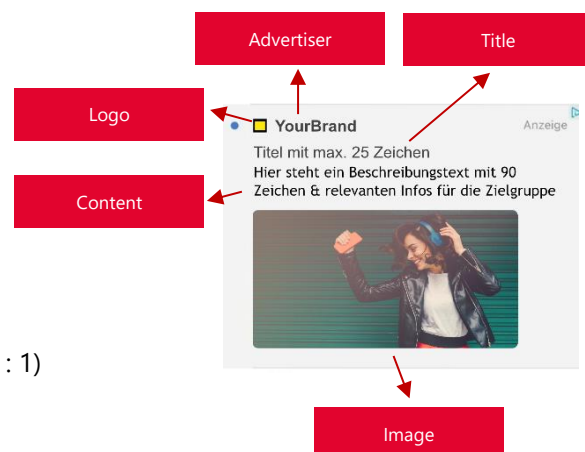 Advertiser
Title
Logo
YourBrand
Anzeige
Titel mit max. 25 Zeichen
Hier steht ein Beschreibungstext mit 90
Zeichen & relevanten Infos für die Zielgruppe
Content
: 1)
Image